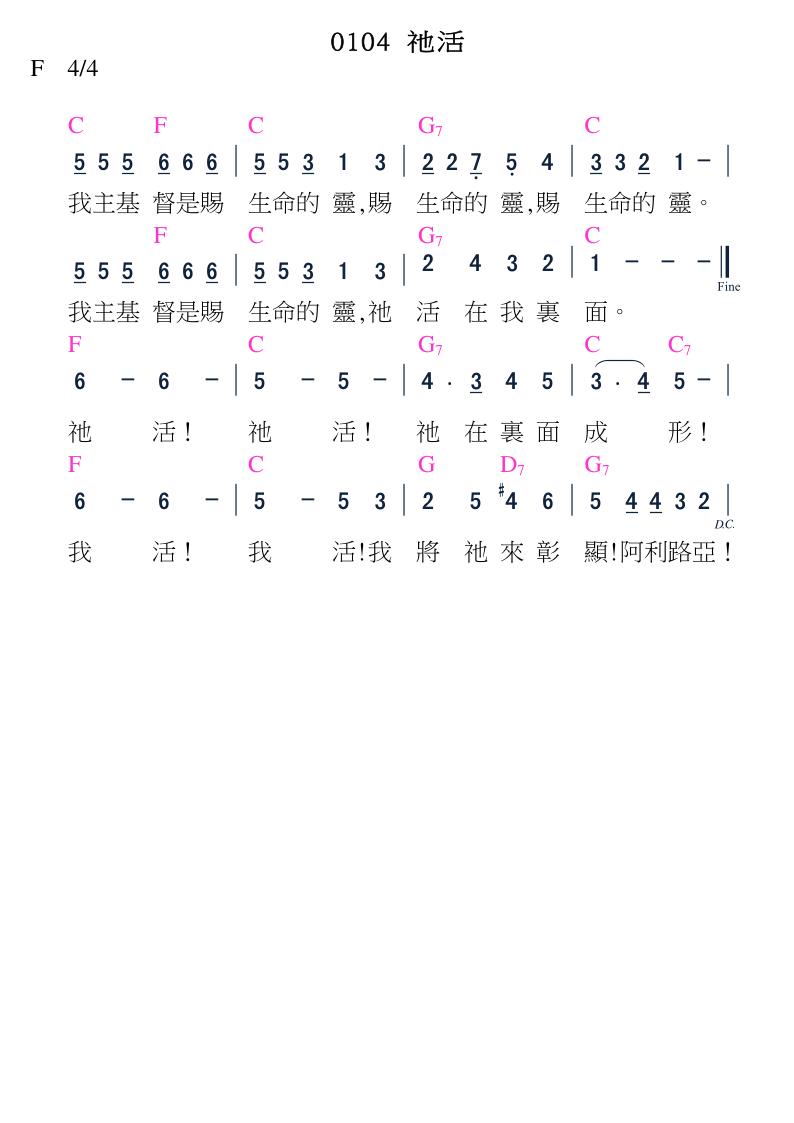 0104 祂活
F 4/4
C F C G7 C
5 5 5 6 6 6 | 5 5 3 1 3 | 2 2 7 5 4 | 3 3 2 1 – |
我主基 督是賜 生命的 靈,賜 生命的 靈,賜 生命的 靈。
F C G7 C
5 5 5 6 6 6 | 5 5 3 1 3 | 2 4 3 2 | 1 – – – ‖
Fine
我主基 督是賜 生命的 靈,祂 活 在 我 裏 面。
F C G7 C C7
6 – 6 – | 5 – 5 – | 4 · 3 4 5 | 3 · 4 5 – |
祂 活! 祂 活! 祂 在 裏 面 成 形!
F C G D7 G7
6 – 6 – | 5 – 5 3 | 2 5 #4 6 | 5 4 4 3 2 |
D.C.
我 活! 我 活!我 將 祂 來 彰 顯!阿利路亞!